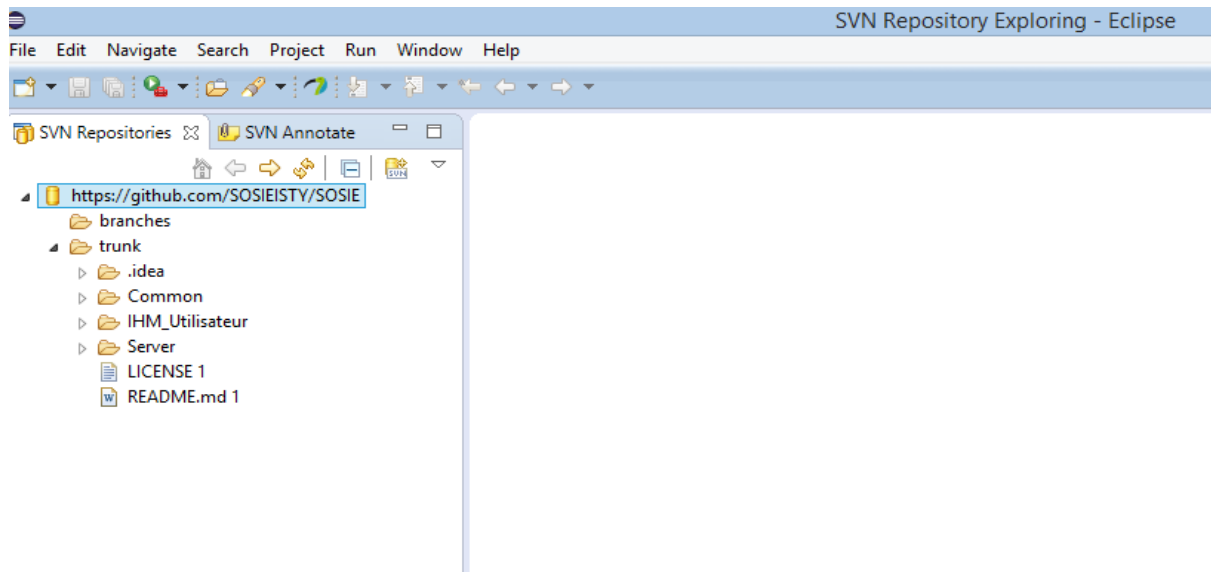 SVN Repository Exploring - Eclipse
File Edit Navigate Search Project Run Window Help
SVN Repositories SVN Annotate
SVN
https://github.com/SOSIEISTY/SOSIE
branches
trunk
.idea
Common
IHM_Utilisateur
Server
LICENSE 1
README.md 1